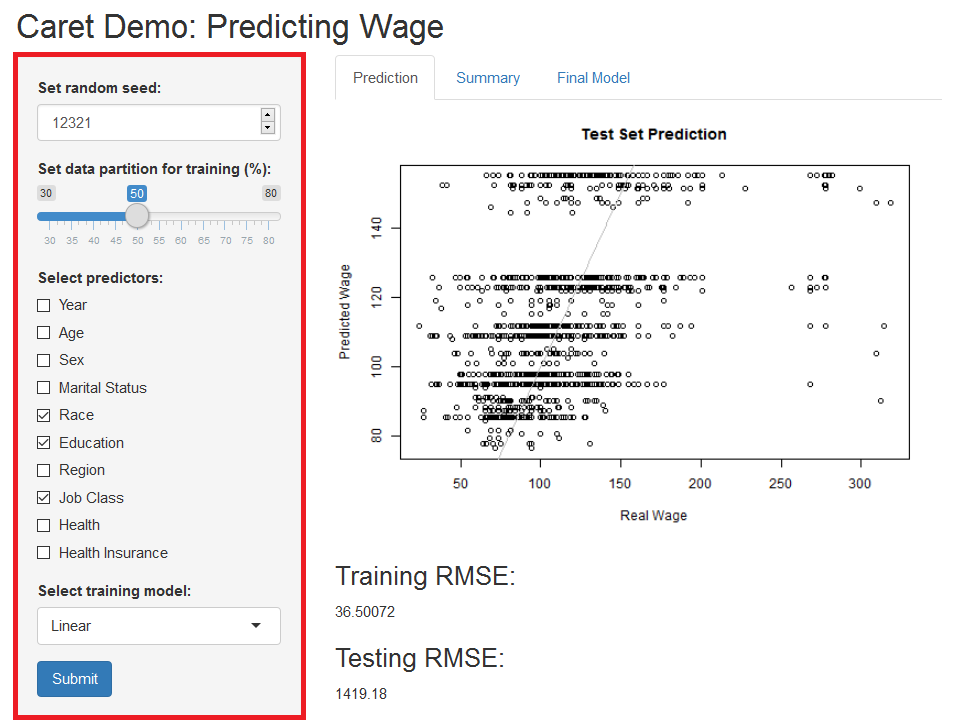 Caret Demo: Predicting Wage
Set random seed:
12321
Set data partition for training (%):
30 50 80
30 35 40 45 50 55 60 65 70 75 80
Select predictors:
Year
Age
Sex
Marital Status
Race
Education
Region
Job Class
Health
Health Insurance
Select training model:
Linear
Submit
Prediction Summary Final Model
Test Set Prediction
Predicted Wage
140
120
100
80
50 100 150 200 250 300
Real Wage
Training RMSE:
36.50072
Testing RMSE:
1419.18